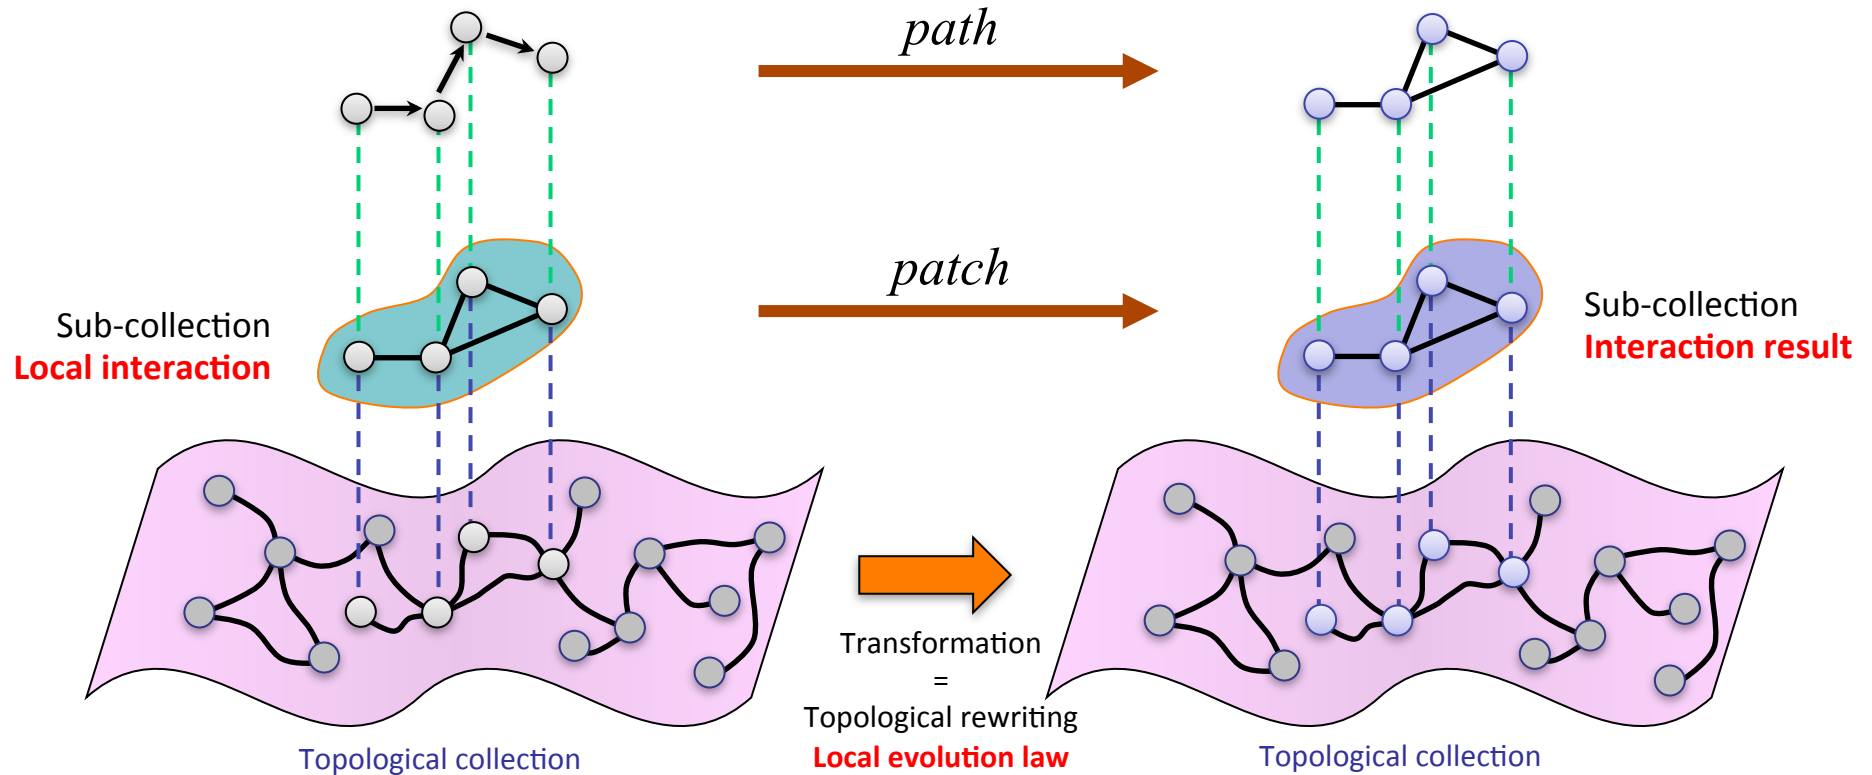 path
patch
Sub-collection
Local interaction
Sub-collection
Interaction result
Transformation
=
Topological rewriting
Local evolution law
Topological collection
Topological collection